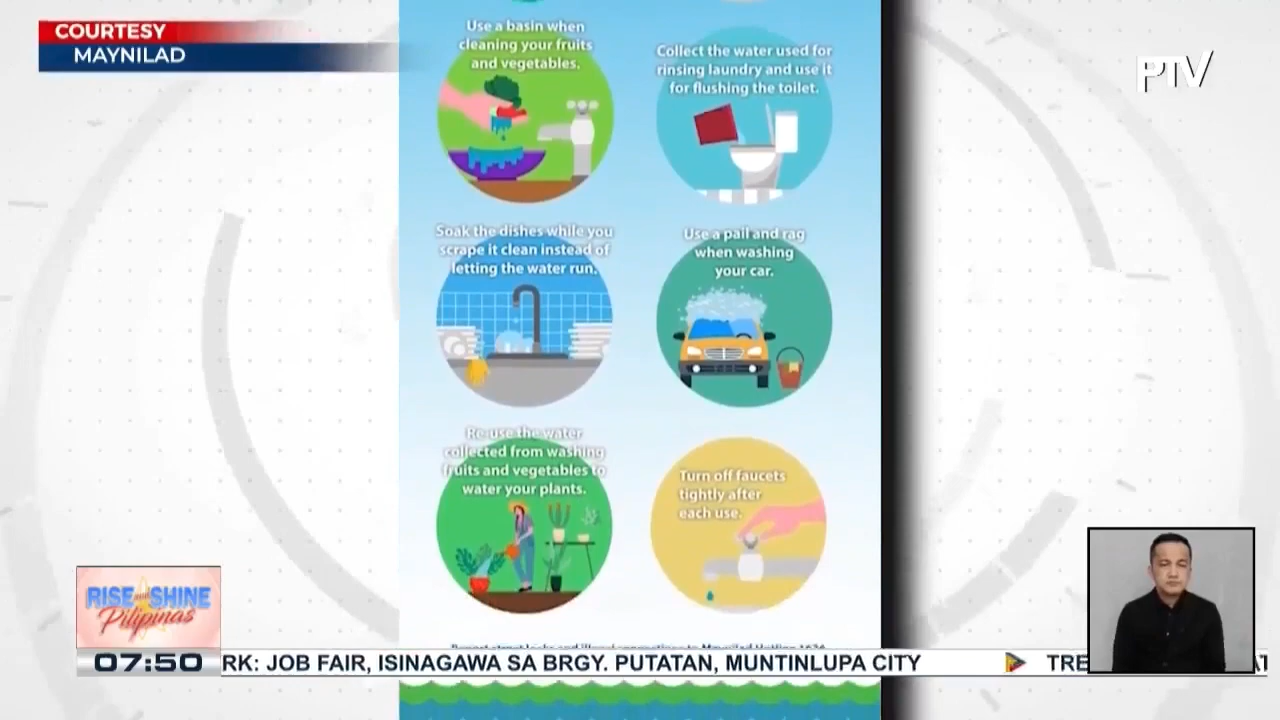 COURTESY
MAYNILAD
PTV
Use a basin when
cleaning your fruits
and vegetables.
Collect the water used for
rinsing laundry and use it
for flushing the toilet.
Soak the dishes while you
scrape it clean instead of
letting the water run.
Use a pail and rag
when washing
your car.
Re-use the water
collected from washing
fruits and vegetables to
water your plants.
Turn off faucets
tightly after
each use.
RISE and SHINE
Pilipinas
07:50
RK: JOB FAIR, ISINAGAWA SA BRGY. PUTATAN, MUNTINLUPA CITY
TRE